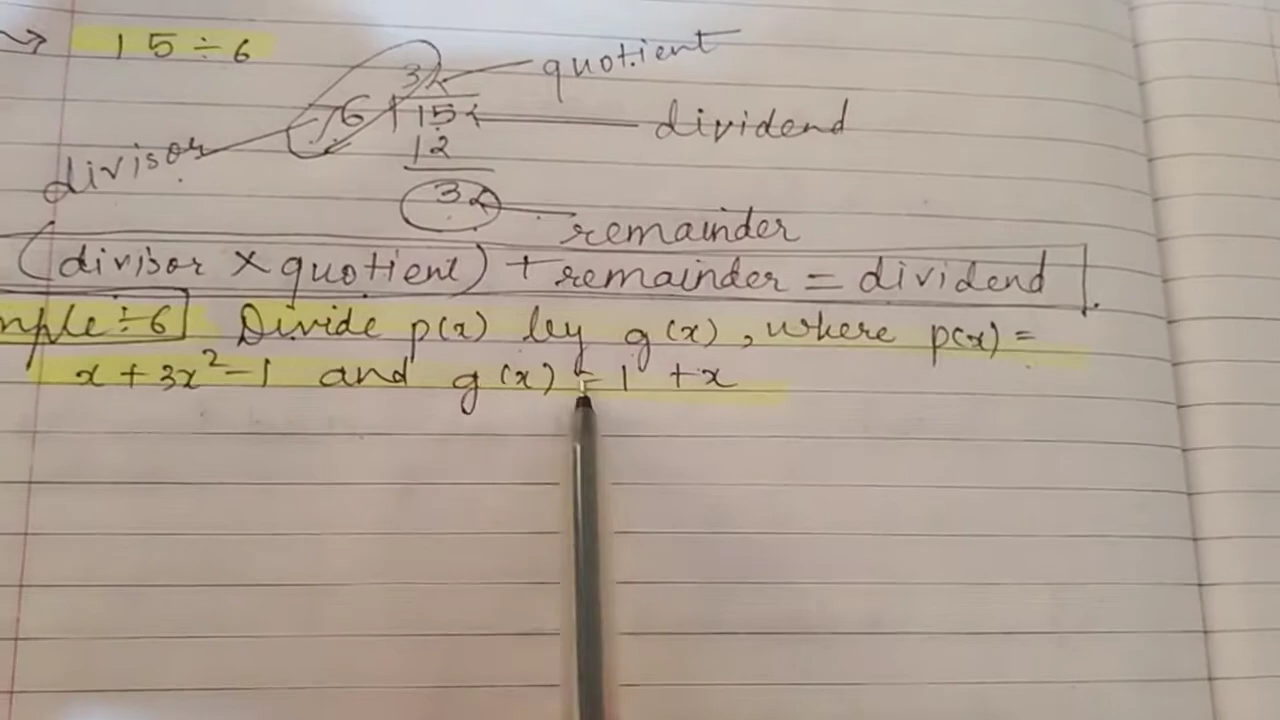 → 15÷6
3 quotient
6 15 dividend
divisor 12
3
remainder
(divisor × quotient) + remainder = dividend
mple÷6 Divide p(x) by g(x), where p(x) =
x + 3x² - 1 and g(x) = 1 + x